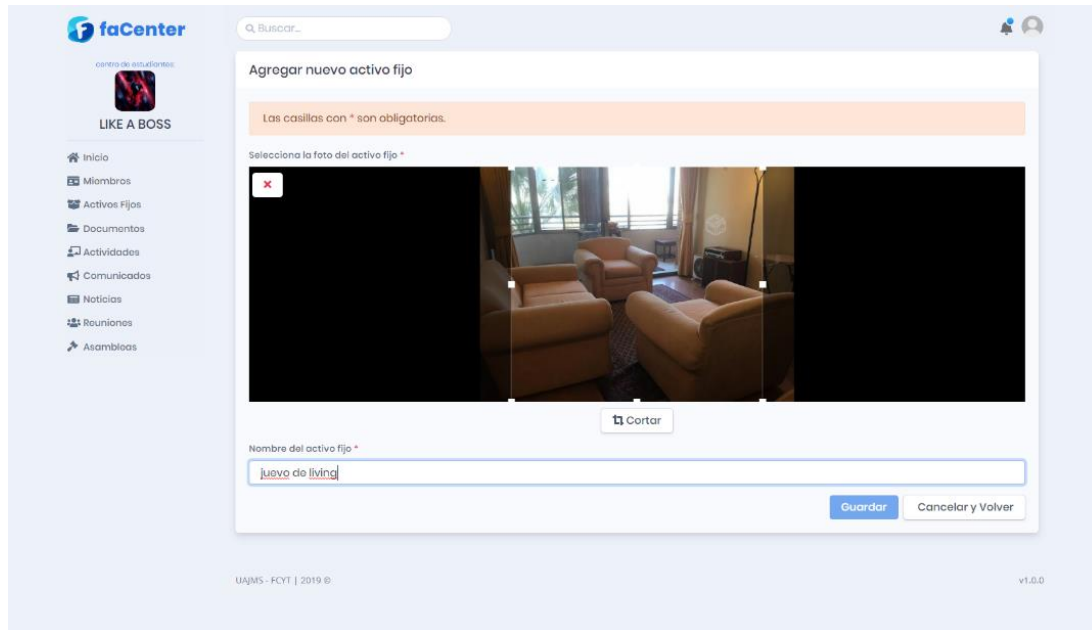 faCenter
Buscar...
centro de estudiantes
LIKE A BOSS
Inicio
Miembros
Activos Fijos
Documentos
Actividades
Comunicados
Noticias
Reuniones
Asambleas
Agregar nuevo activo fijo
Las casillas con * son obligatorias.
Selecciona la foto del activo fijo *
Cortar
Nombre del activo fijo *
juevo de living
Guardar Cancelar y Volver
UAJMS - FCYT | 2019 © v1.0.0